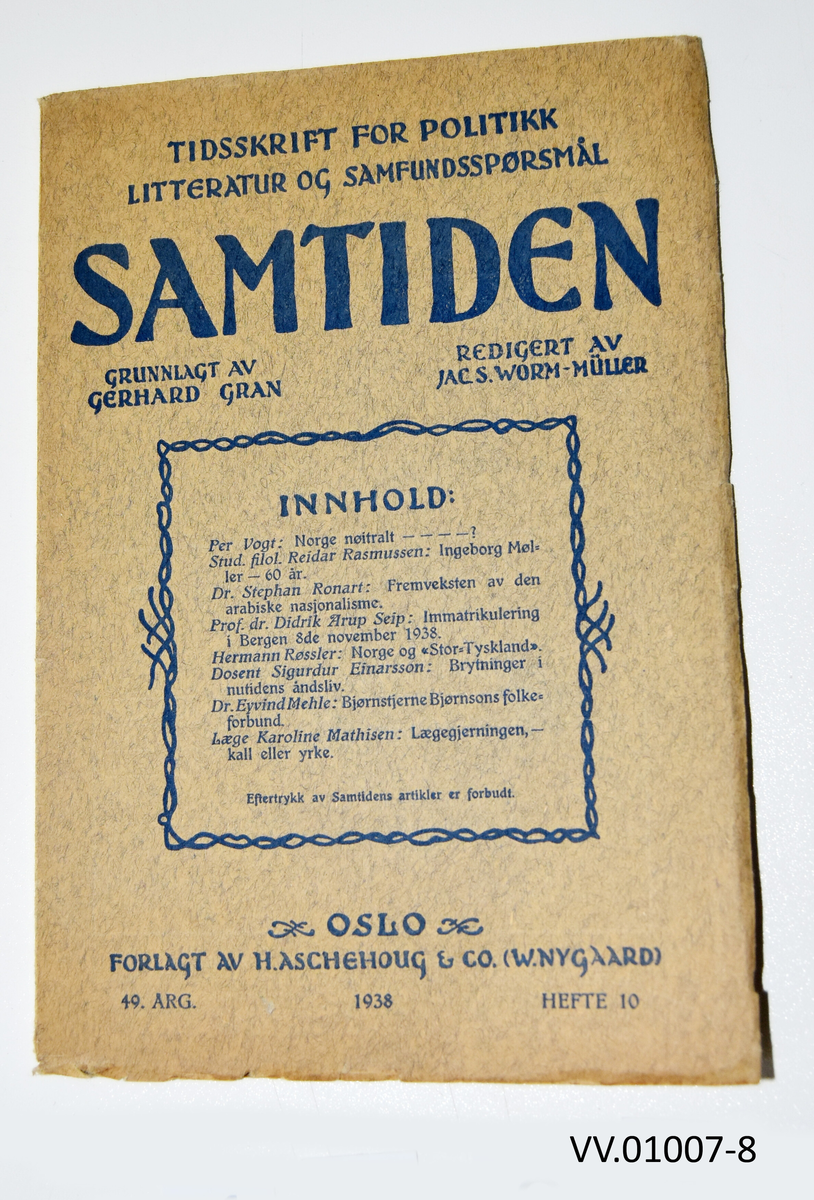 TIDSSKRIFT FOR POLITIKK
LITTERATUR OG SAMFUNDSSPØRSMÅL
SAMTIDEN
GRUNNLAGT AV
GERHARD GRAN
REDIGERT AV
JAC. S. WORM-MÜLLER
INNHOLD:
Per Vogt: Norge nøitralt — — — —?
Stud. filol. Reidar Rasmussen: Ingeborg Møl-
ler — 60 år.
Dr. Stephan Ronart: Fremveksten av den
arabiske nasjonalisme.
Prof. dr. Didrik Arup Seip: Immatrikulering
i Bergen 8de november 1938.
Hermann Røssler: Norge og «Stor-Tyskland».
Dosent Sigurdur Einarsson: Brytninger i
nutidens åndsliv.
Dr. Eyvind Mehle: Bjørnstjerne Bjørnsons folke-
forbund.
Læge Karoline Mathisen: Lægegjerningen, —
kall eller yrke.
Eftertrykk av Samtidens artikler er forbudt.
OSLO
FORLAGT AV H. ASCHEHOUG & CO. (W. NYGAARD)
49. ARG. 1938 HEFTE 10
VV.01007-8